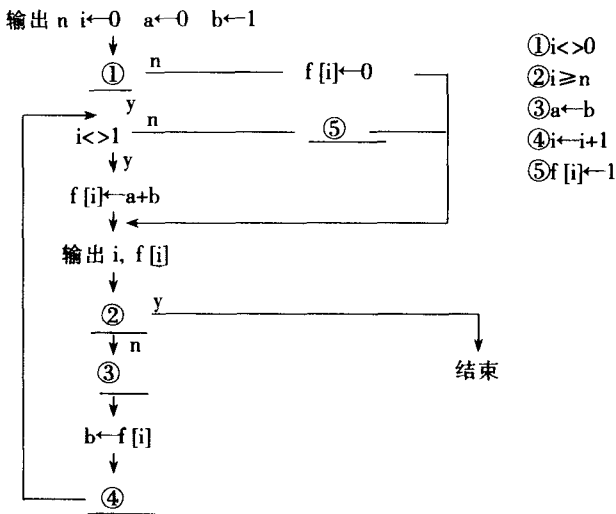 输出 n i←0 a←0 b←1
① n f [i]←0
y
i<>1 n ⑤
y
f [i]←a+b
输出 i, f [i]
② y
n 结束
③
b←f [i]
④
①i<>0
②i≥n
③a←b
④i←i+1
⑤f [i]←1